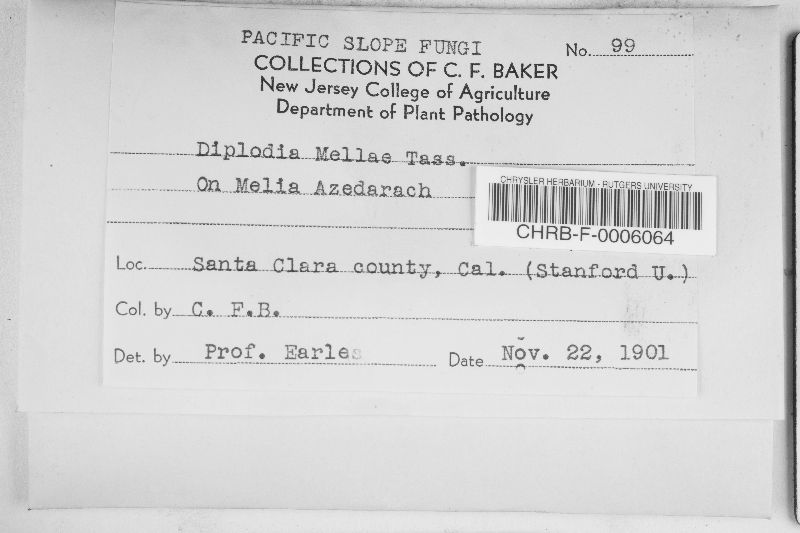 PACIFIC SLOPE FUNGI No. 99
COLLECTIONS OF C. F. BAKER
New Jersey College of Agriculture
Department of Plant Pathology
Diplodia Mellae Tass.
On Melia Azedarach
CHRYSLER HERBARIUM - RUTGERS UNIVERSITY
CHRB-F-0006064
Loc. Santa Clara county, Cal. (Stanford U.)
Col. by C. F.B.
Det. by Prof. Earles Date Nov. 22, 1901